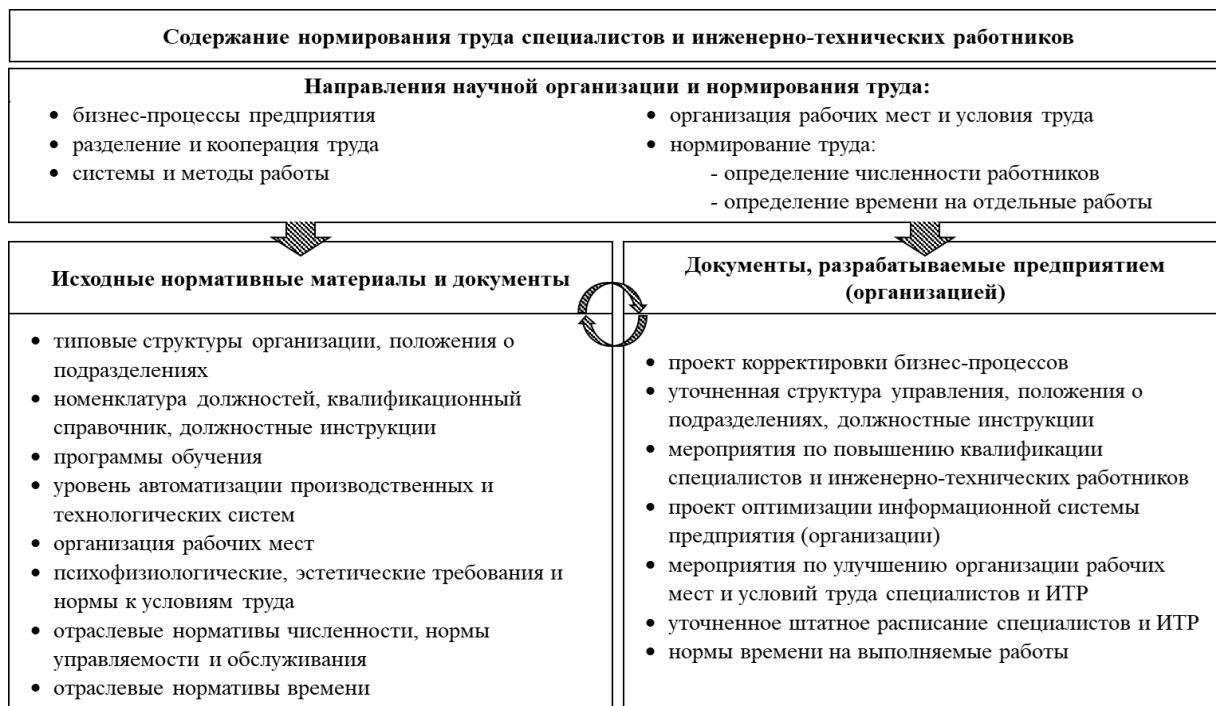 Содержание нормирования труда специалистов и инженерно-технических работников
Направления научной организации и нормирования труда:
• бизнес-процессы предприятия
• разделение и кооперация труда
• системы и методы работы
• организация рабочих мест и условия труда
• нормирование труда:
- определение численности работников
- определение времени на отдельные работы
Исходные нормативные материалы и документы
• типовые структуры организации, положения о
подразделениях
• номенклатура должностей, квалификационный
справочник, должностные инструкции
• программы обучения
• уровень автоматизации производственных и
технологических систем
• организация рабочих мест
• психофизиологические, эстетические требования и
нормы к условиям труда
• отраслевые нормативы численности, нормы
управляемости и обслуживания
• отраслевые нормативы времени
Документы, разрабатываемые предприятием
(организацией)
• проект корректировки бизнес-процессов
• уточненная структура управления, положения о
подразделениях, должностные инструкции
• мероприятия по повышению квалификации
специалистов и инженерно-технических работников
• проект оптимизации информационной системы
предприятия (организации)
• мероприятия по улучшению организации рабочих
мест и условий труда специалистов и ИТР
• уточненное штатное расписание специалистов и ИТР
• нормы времени на выполняемые работы